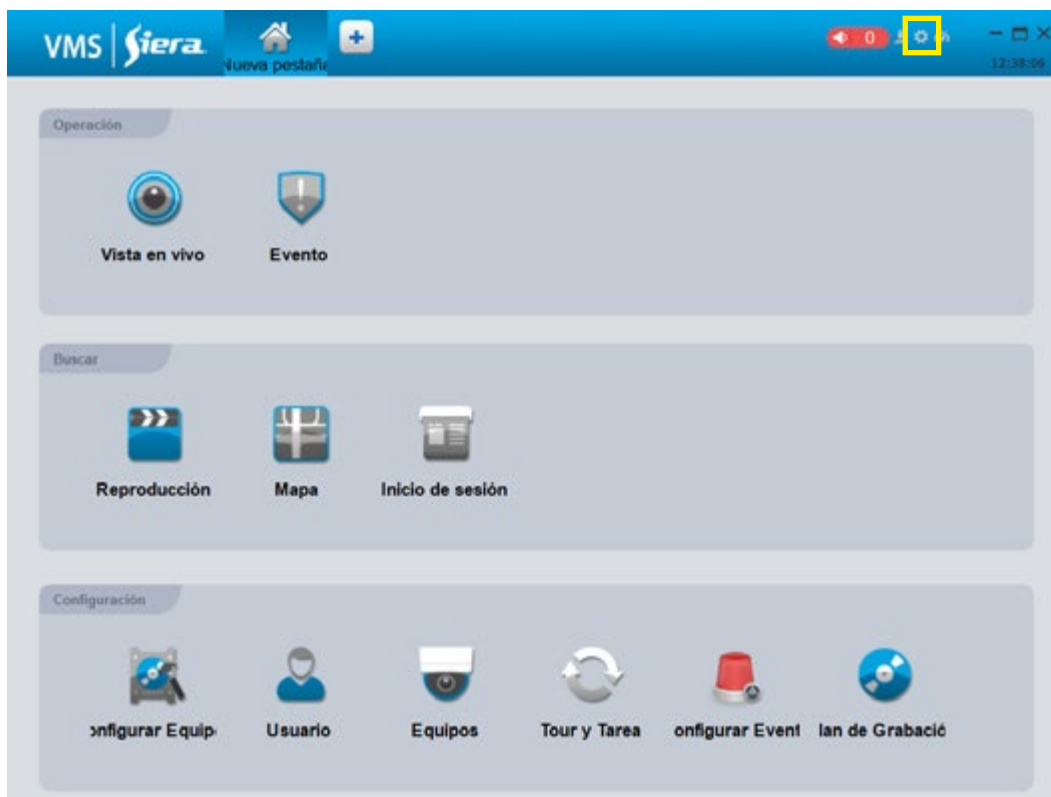 VMS | Siera
Nueva pestaña
0
12:38:06
Operación
Vista en vivo
Evento
Buscar
Reproducción
Mapa
Inicio de sesión
Configuración
onfigurar Equip
Usuario
Equipos
Tour y Tarea
onfigurar Event
lan de Grabació